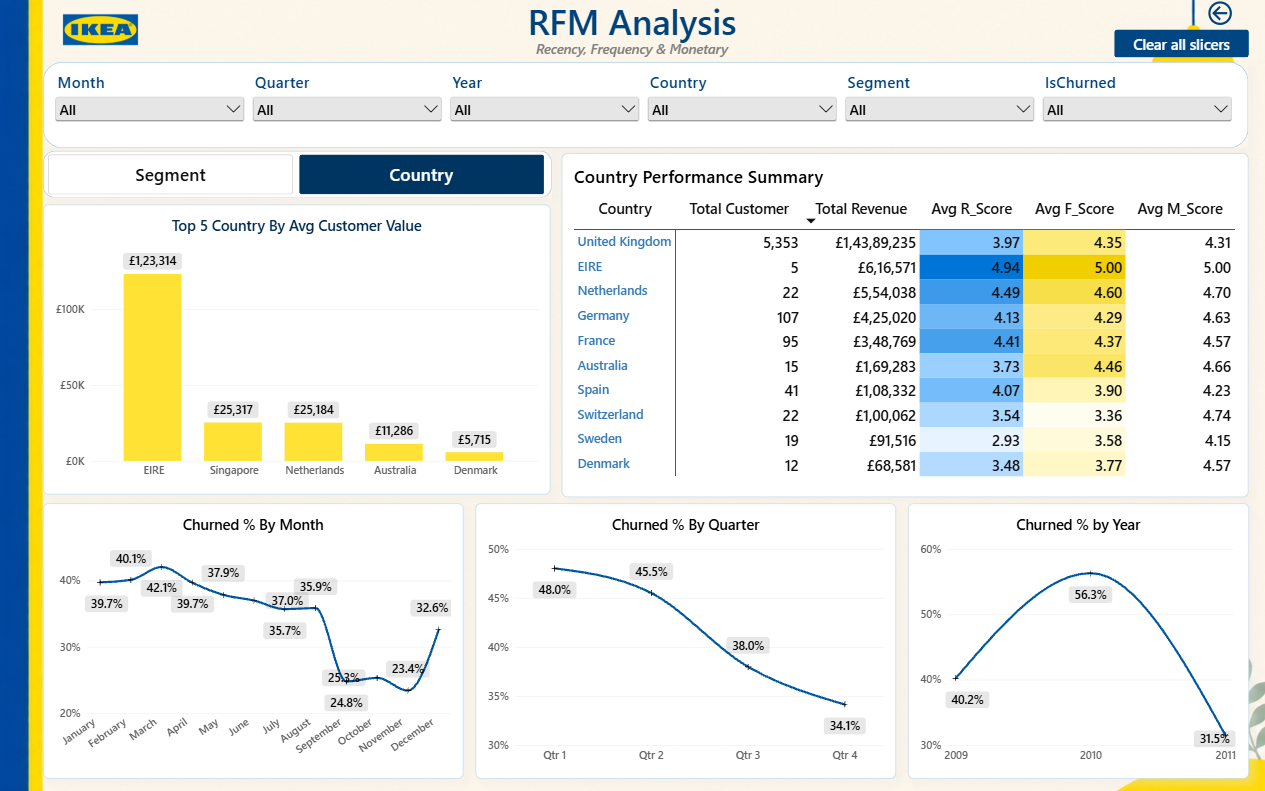 IKEA
RFM Analysis
Recency, Frequency & Monetary
Clear all slicers
Month Quarter Year Country Segment IsChurned
All All All All All All
Segment Country
Top 5 Country By Avg Customer Value
£1,23,314
£100K
£50K
£25,317 £25,184
£11,286
£5,715
£0K
EIRE Singapore Netherlands Australia Denmark
Country Performance Summary
Country Total Customer Total Revenue Avg R_Score Avg F_Score Avg M_Score
United Kingdom 5,353 £1,43,89,235 3.97 4.35 4.31
EIRE 5 £6,16,571 4.94 5.00 5.00
Netherlands 22 £5,54,038 4.49 4.60 4.70
Germany 107 £4,25,020 4.13 4.29 4.63
France 95 £3,48,769 4.41 4.37 4.57
Australia 15 £1,69,283 3.73 4.46 4.66
Spain 41 £1,08,332 4.07 3.90 4.23
Switzerland 22 £1,00,062 3.54 3.36 4.74
Sweden 19 £91,516 2.93 3.58 4.15
Denmark 12 £68,581 3.48 3.77 4.57
Churned % By Month
40%
30%
20%
39.7%
40.1%
42.1%
39.7%
37.9%
37.0%
35.7%
35.9%
24.8%
25.3%
23.4%
32.6%
January February March April May June July August September October November December
Churned % By Quarter
50%
45%
40%
35%
30%
48.0%
45.5%
38.0%
34.1%
Qtr 1 Qtr 2 Qtr 3 Qtr 4
Churned % by Year
60%
50%
40%
30%
40.2%
56.3%
31.5%
2009 2010 2011